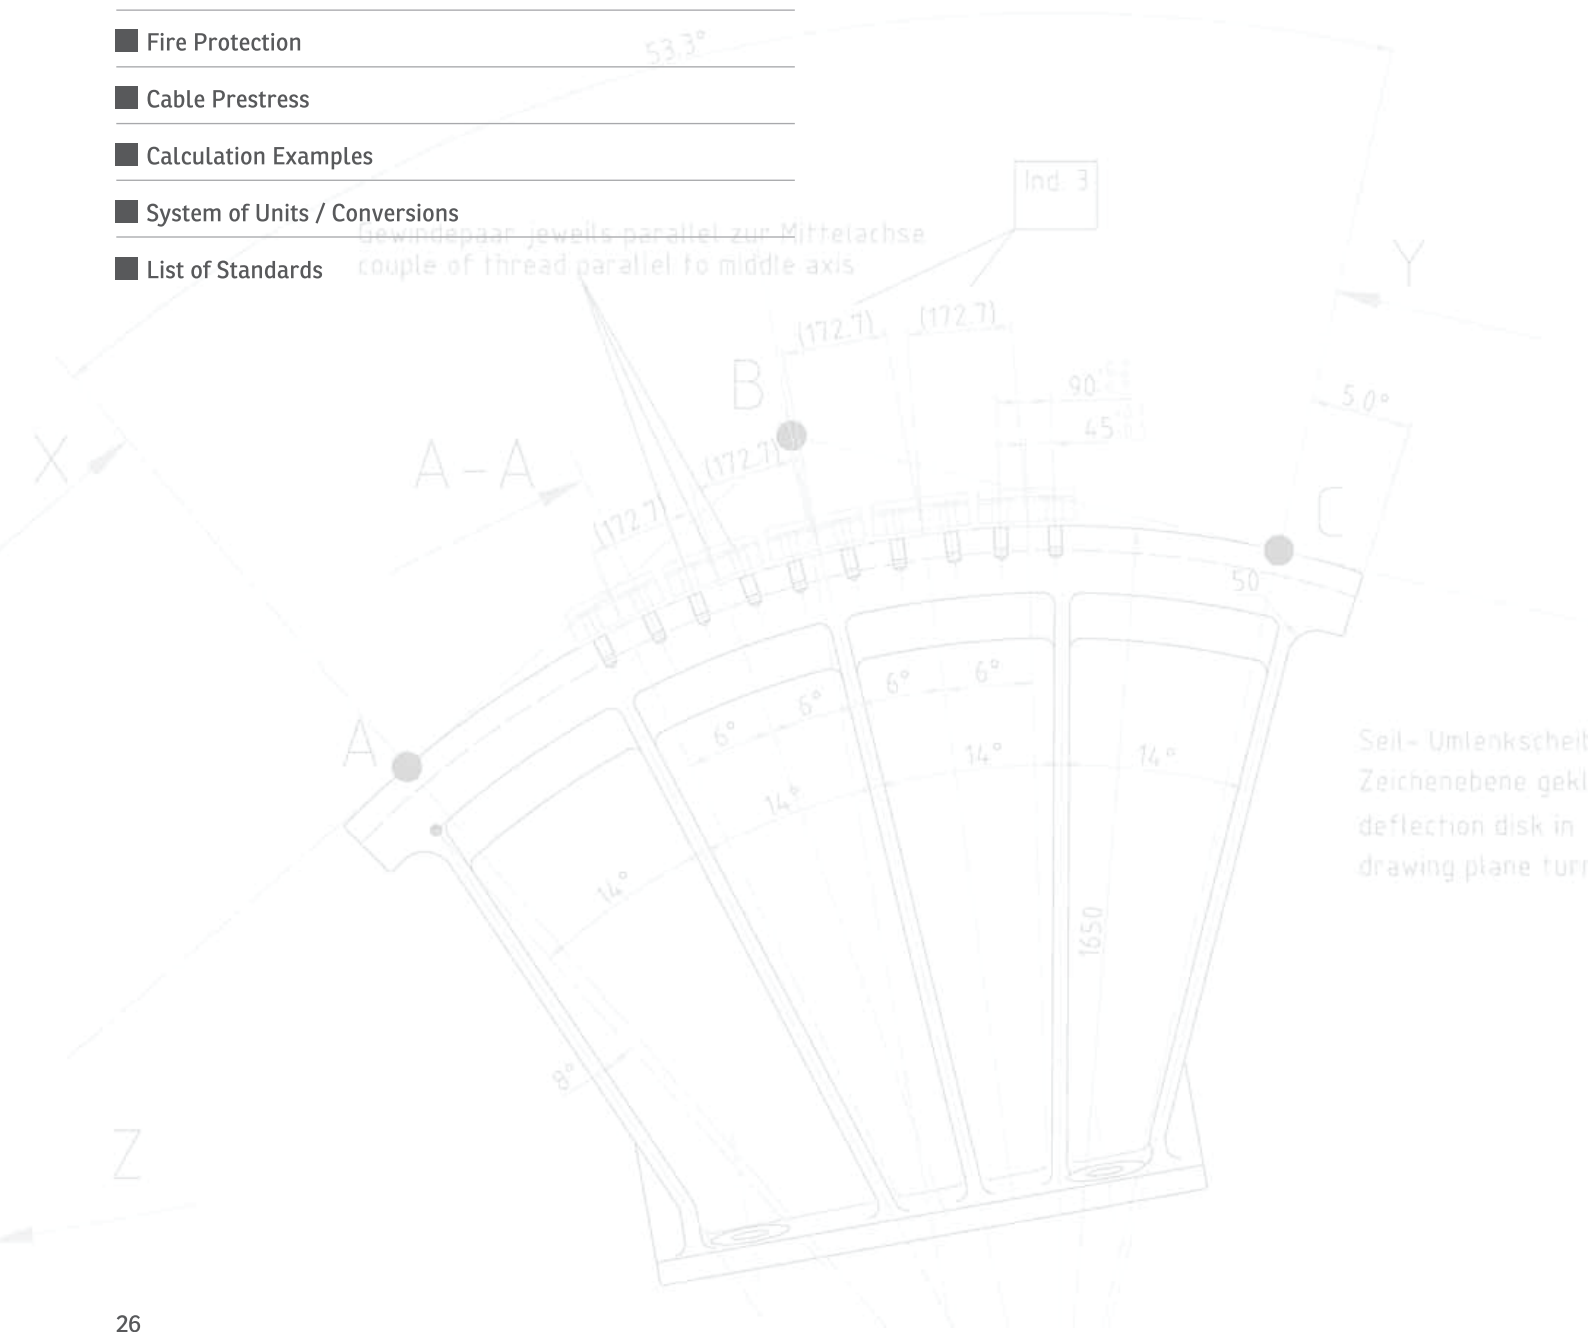 Fire Protection
53.3°
Cable Prestress
Calculation Examples
Ind. 3
System of Units / Conversions
Gewindepaar jeweils parallel zur Mittelachse
couple of thread parallel to middle axis
List of Standards
Y
(172.7)
(172.7)
B
90
5.0°
45
X
A-A
(172.7)
(172.7)
C
50
6°
6°
6°
6°
A
14°
14°
14°
14°
Seil- Umlenkscheib
Zeichenebene gekl
deflection disk in
drawing plane turn
1650
8°
Z
26